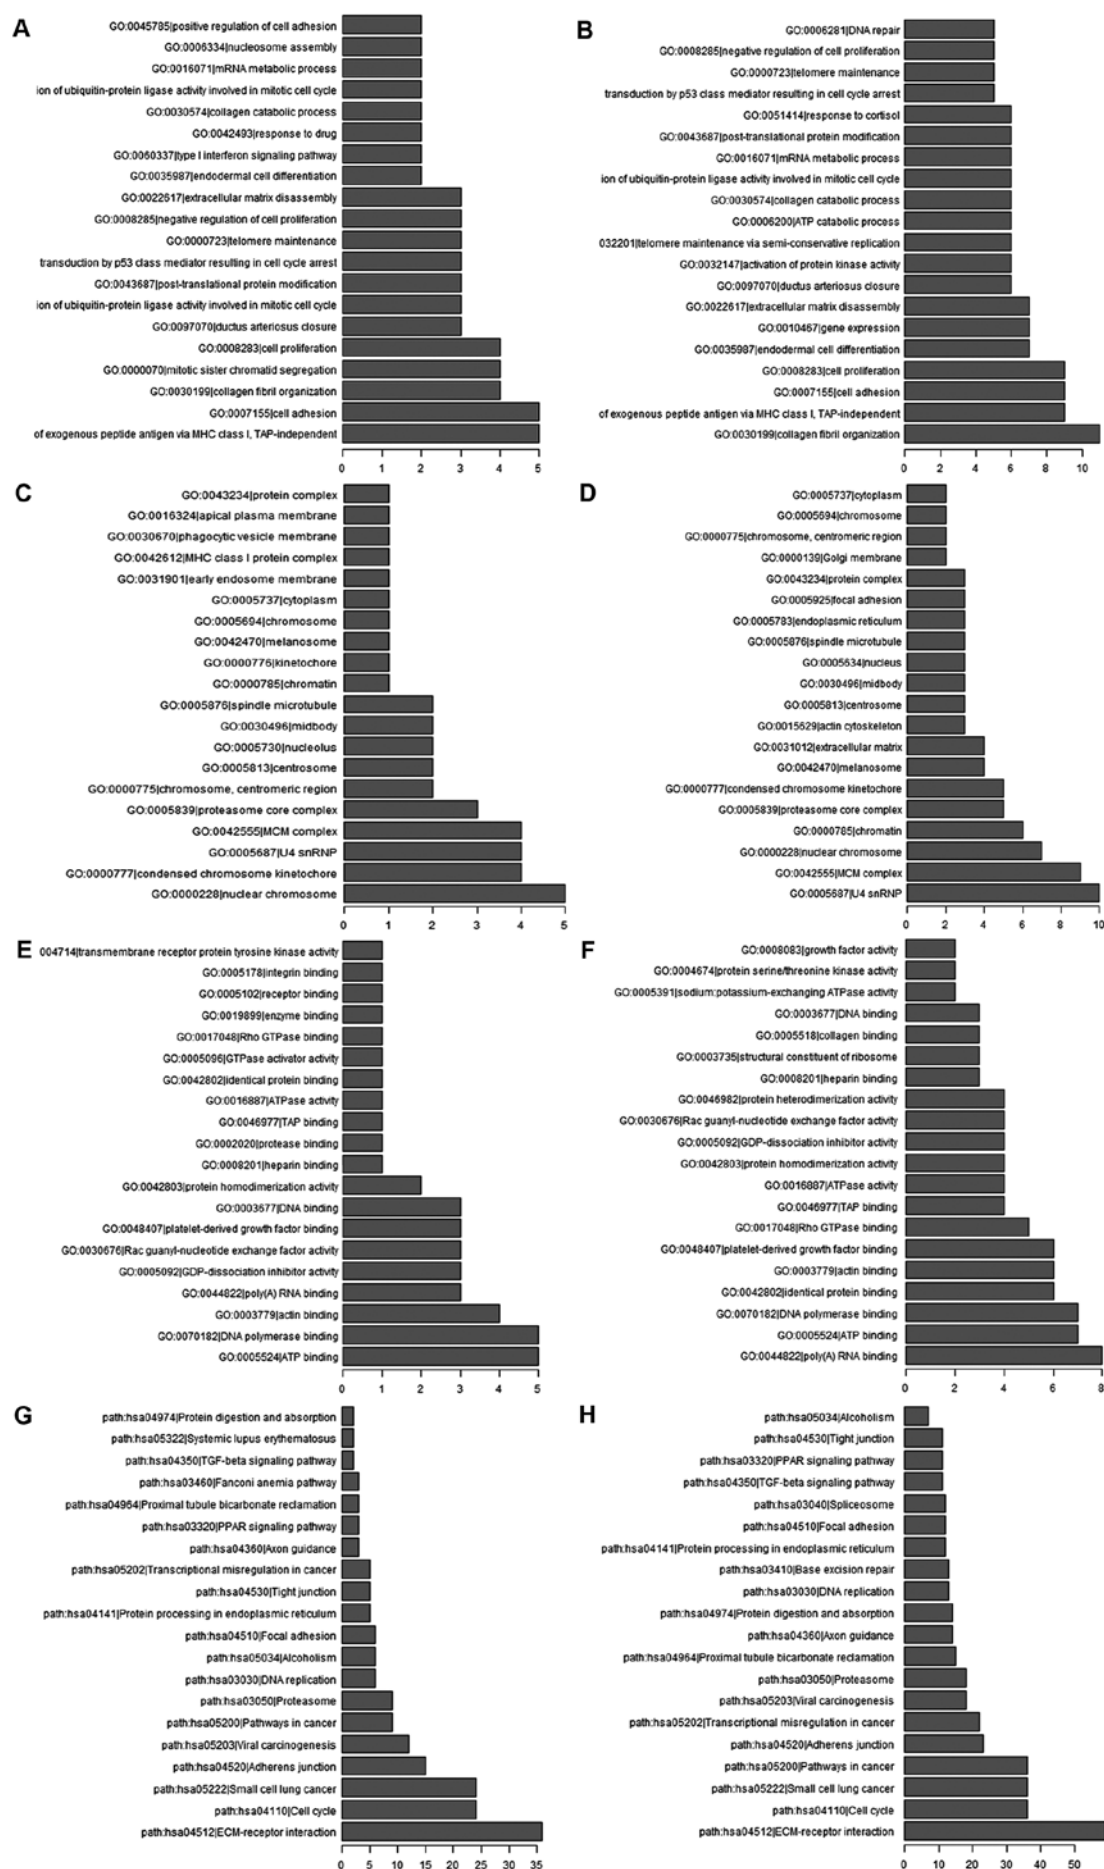 A
GO:0045785|positive regulation of cell adhesion
GO:0006334|nucleosome assembly
GO:0016071|mRNA metabolic process
ion of ubiquitin-protein ligase activity involved in mitotic cell cycle
GO:0030574|collagen catabolic process
GO:0042493|response to drug
GO:0060337|type I interferon signaling pathway
GO:0035987|endodermal cell differentiation
GO:0022617|extracellular matrix disassembly
GO:0008285|negative regulation of cell proliferation
GO:0000723|telomere maintenance
transduction by p53 class mediator resulting in cell cycle arrest
GO:0043687|post-translational protein modification
ion of ubiquitin-protein ligase activity involved in mitotic cell cycle
GO:0097070|ductus arteriosus closure
GO:0008283|cell proliferation
GO:0000070|mitotic sister chromatid segregation
GO:0030199|collagen fibril organization
GO:0007155|cell adhesion
of exogenous peptide antigen via MHC class I, TAP-independent
0 1 2 3 4 5
B
GO:0006281|DNA repair
GO:0008285|negative regulation of cell proliferation
GO:0000723|telomere maintenance
transduction by p53 class mediator resulting in cell cycle arrest
GO:0051414|response to cortisol
GO:0043687|post-translational protein modification
GO:0016071|mRNA metabolic process
ion of ubiquitin-protein ligase activity involved in mitotic cell cycle
GO:0030574|collagen catabolic process
GO:0006200|ATP catabolic process
032201|telomere maintenance via semi-conservative replication
GO:0032147|activation of protein kinase activity
GO:0097070|ductus arteriosus closure
GO:0022617|extracellular matrix disassembly
GO:0010467|gene expression
GO:0035987|endodermal cell differentiation
GO:0008283|cell proliferation
GO:0007155|cell adhesion
of exogenous peptide antigen via MHC class I, TAP-independent
GO:0030199|collagen fibril organization
0 2 4 6 8 10
C
GO:0043234|protein complex
GO:0016324|apical plasma membrane
GO:0030670|phagocytic vesicle membrane
GO:0042612|MHC class I protein complex
GO:0031901|early endosome membrane
GO:0005737|cytoplasm
GO:0005694|chromosome
GO:0042470|melanosome
GO:0000776|kinetochore
GO:0000785|chromatin
GO:0005876|spindle microtubule
GO:0030496|midbody
GO:0005730|nucleolus
GO:0005813|centrosome
GO:0000775|chromosome, centromeric region
GO:0005839|proteasome core complex
GO:0042555|MCM complex
GO:0005687|U4 snRNP
GO:0000777|condensed chromosome kinetochore
GO:0000228|nuclear chromosome
0 1 2 3 4 5
D
GO:0005737|cytoplasm
GO:0005694|chromosome
GO:0000775|chromosome, centromeric region
GO:0000139|Golgi membrane
GO:0043234|protein complex
GO:0005925|focal adhesion
GO:0005783|endoplasmic reticulum
GO:0005876|spindle microtubule
GO:0005634|nucleus
GO:0030496|midbody
GO:0005813|centrosome
GO:0015629|actin cytoskeleton
GO:0031012|extracellular matrix
GO:0042470|melanosome
GO:0000777|condensed chromosome kinetochore
GO:0005839|proteasome core complex
GO:0000785|chromatin
GO:0000228|nuclear chromosome
GO:0042555|MCM complex
GO:0005687|U4 snRNP
0 2 4 6 8 10
E
004714|transmembrane receptor protein tyrosine kinase activity
GO:0005178|integrin binding
GO:0005102|receptor binding
GO:0019899|enzyme binding
GO:0017048|Rho GTPase binding
GO:0005096|GTPase activator activity
GO:0042802|identical protein binding
GO:0016887|ATPase activity
GO:0046977|TAP binding
GO:0002020|protease binding
GO:0008201|heparin binding
GO:0042803|protein homodimerization activity
GO:0003677|DNA binding
GO:0048407|platelet-derived growth factor binding
GO:0030676|Rac guanyl-nucleotide exchange factor activity
GO:0005092|GDP-dissociation inhibitor activity
GO:0044822|poly(A) RNA binding
GO:0003779|actin binding
GO:0070182|DNA polymerase binding
GO:0005524|ATP binding
0 1 2 3 4 5
F
GO:0008083|growth factor activity
GO:0004674|protein serine/threonine kinase activity
GO:0005391|sodium:potassium-exchanging ATPase activity
GO:0003677|DNA binding
GO:0005518|collagen binding
GO:0003735|structural constituent of ribosome
GO:0008201|heparin binding
GO:0046982|protein heterodimerization activity
GO:0030676|Rac guanyl-nucleotide exchange factor activity
GO:0005092|GDP-dissociation inhibitor activity
GO:0042803|protein homodimerization activity
GO:0016887|ATPase activity
GO:0046977|TAP binding
GO:0017048|Rho GTPase binding
GO:0048407|platelet-derived growth factor binding
GO:0003779|actin binding
GO:0042802|identical protein binding
GO:0070182|DNA polymerase binding
GO:0005524|ATP binding
GO:0044822|poly(A) RNA binding
0 2 4 6 8
G
path:hsa04974|Protein digestion and absorption
path:hsa05322|Systemic lupus erythematosus
path:hsa04350|TGF-beta signaling pathway
path:hsa03460|Fanconi anemia pathway
path:hsa04964|Proximal tubule bicarbonate reclamation
path:hsa03320|PPAR signaling pathway
path:hsa04360|Axon guidance
path:hsa05202|Transcriptional misregulation in cancer
path:hsa04530|Tight junction
path:hsa04141|Protein processing in endoplasmic reticulum
path:hsa04510|Focal adhesion
path:hsa05034|Alcoholism
path:hsa03030|DNA replication
path:hsa03050|Proteasome
path:hsa05200|Pathways in cancer
path:hsa05203|Viral carcinogenesis
path:hsa04520|Adherens junction
path:hsa05222|Small cell lung cancer
path:hsa04110|Cell cycle
path:hsa04512|ECM-receptor interaction
0 5 10 15 20 25 30 35
H
path:hsa05034|Alcoholism
path:hsa04530|Tight junction
path:hsa03320|PPAR signaling pathway
path:hsa04350|TGF-beta signaling pathway
path:hsa03040|Spliceosome
path:hsa04510|Focal adhesion
path:hsa04141|Protein processing in endoplasmic reticulum
path:hsa03410|Base excision repair
path:hsa03030|DNA replication
path:hsa04974|Protein digestion and absorption
path:hsa04360|Axon guidance
path:hsa04964|Proximal tubule bicarbonate reclamation
path:hsa03050|Proteasome
path:hsa05203|Viral carcinogenesis
path:hsa05202|Transcriptional misregulation in cancer
path:hsa04520|Adherens junction
path:hsa05200|Pathways in cancer
path:hsa05222|Small cell lung cancer
path:hsa04110|Cell cycle
path:hsa04512|ECM-receptor interaction
0 10 20 30 40 50